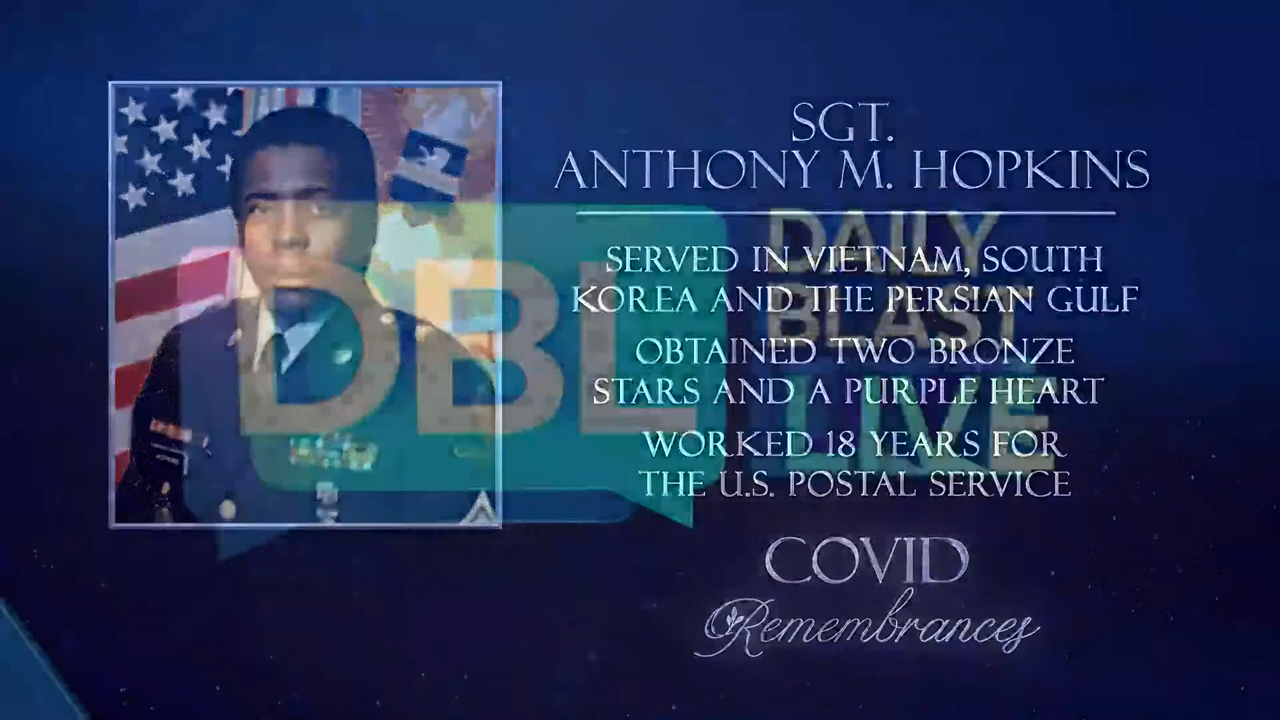 SGT.
ANTHONY M. HOPKINS
SERVED IN VIETNAM, SOUTH
KOREA AND THE PERSIAN GULF
OBTAINED TWO BRONZE
STARS AND A PURPLE HEART
WORKED 18 YEARS FOR
THE U.S. POSTAL SERVICE
COVID
Remembrances
DBL
DAILY
BLAST
LIVE